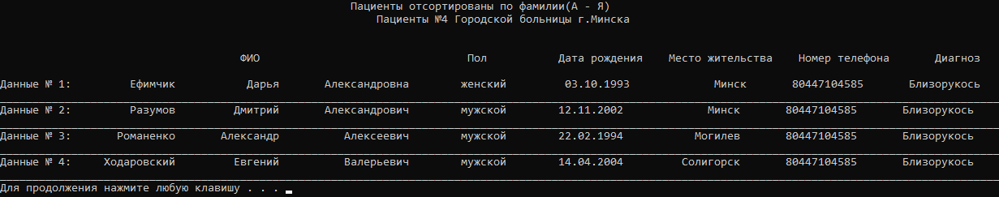 Пациенты отсортированы по фамилии(А - Я)
Пациенты №4 Городской больницы г.Минска
ФИО Пол Дата рождения Место жительства Номер телефона Диагноз
Данные № 1: Ефимчик Дарья Александровна женский 03.10.1993 Минск 80447104585 Близорукось
Данные № 2: Разумов Дмитрий Александрович мужской 12.11.2002 Минск 80447104585 Близорукось
Данные № 3: Романенко Александр Алексеевич мужской 22.02.1994 Могилев 80447104585 Близорукось
Данные № 4: Ходаровский Евгений Валерьевич мужской 14.04.2004 Солигорск 80447104585 Близорукось
Для продолжения нажмите любую клавишу . . .